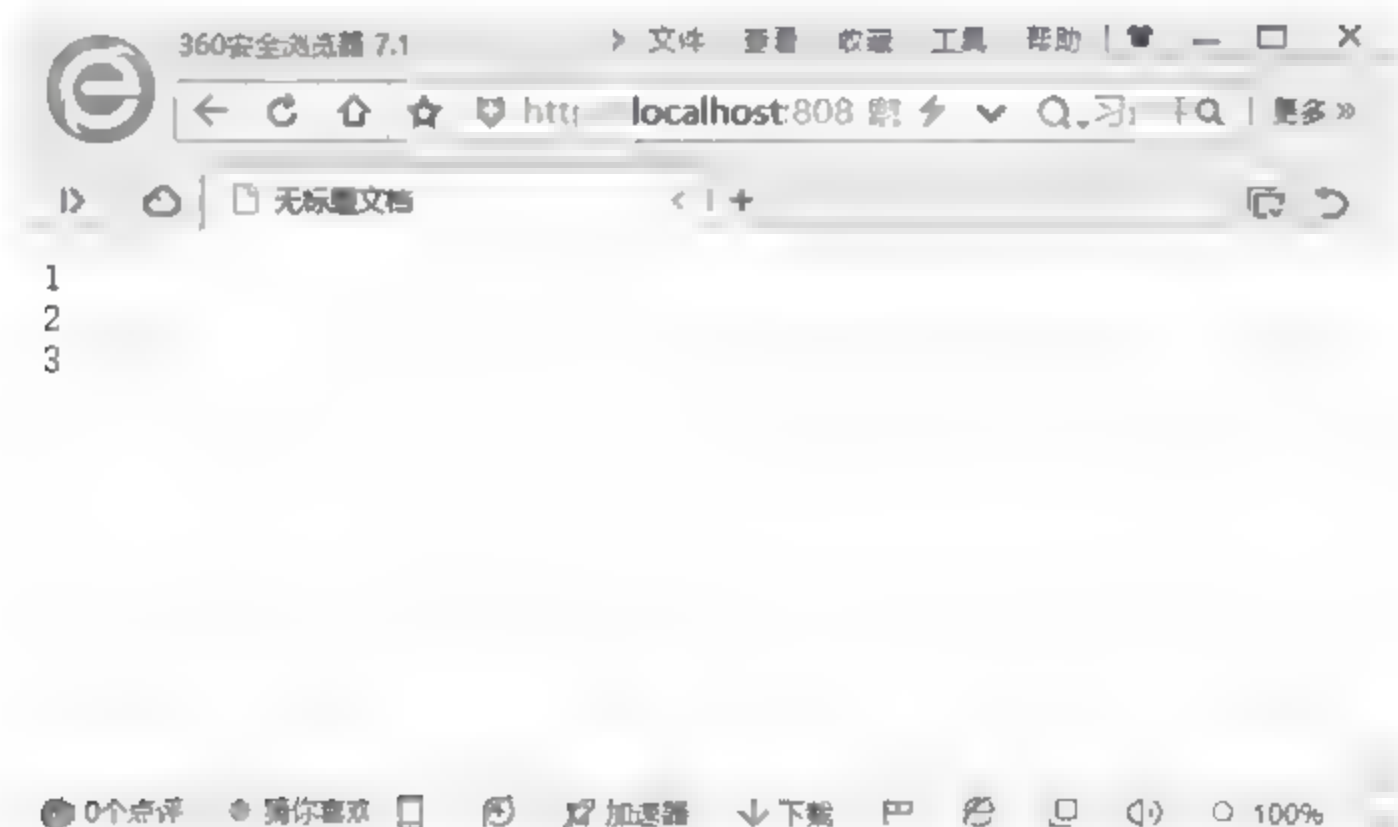 360安全浏览器 7.1 文件 查看 收藏 工具 帮助
localhost:808 更多 »
无标题文档
1
2
3
0个点评 猜你喜欢 加速器 下载 100%